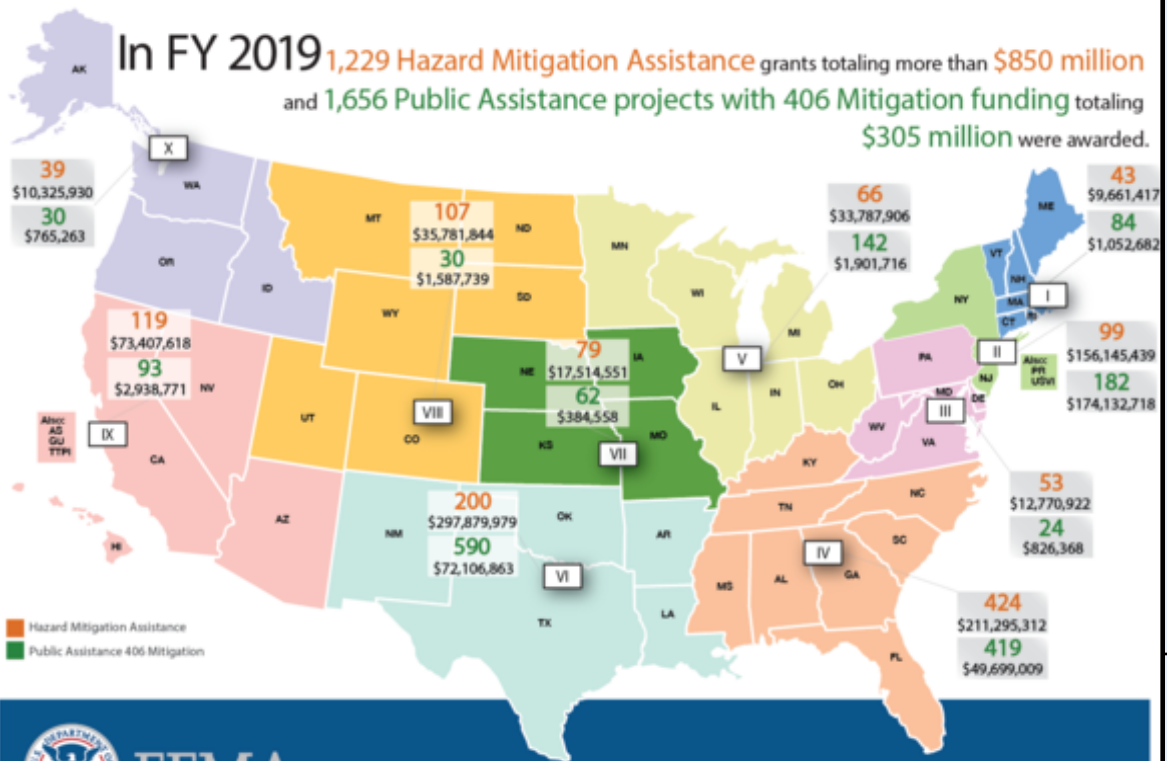 In FY 2019 1,229 Hazard Mitigation Assistance grants totaling more than $850 million
and 1,656 Public Assistance projects with 406 Mitigation funding totaling
$305 million were awarded.
AK
X
39
$10,325,930
30
$765,263
WA
OR
ID
MT
107
$35,781,844
30
$1,587,739
ND
SD
WY
UT
CO
VIII
MN
WI
MI
66
$33,787,906
142
$1,901,716
V
IL
IN
OH
ME
VT
NH
MA
CT
RI
I
43
$9,661,417
84
$1,052,682
NY
NJ
II
Also:
PR
USVI
99
$156,145,439
182
$174,132,718
PA
MD
DE
III
WV
VA
53
$12,770,922
24
$826,368
119
$73,407,618
93
$2,938,771
NV
CA
AZ
HI
IX
AS
GU
TTPI
NE
IA
79
$17,514,551
62
$384,558
KS
MO
VII
200
$297,879,979
590
$72,106,863
NM
OK
AR
TX
LA
VI
KY
TN
NC
SC
MS
AL
GA
FL
IV
424
$211,295,312
419
$49,699,009
Hazard Mitigation Assistance
Public Assistance 406 Mitigation
FEMA